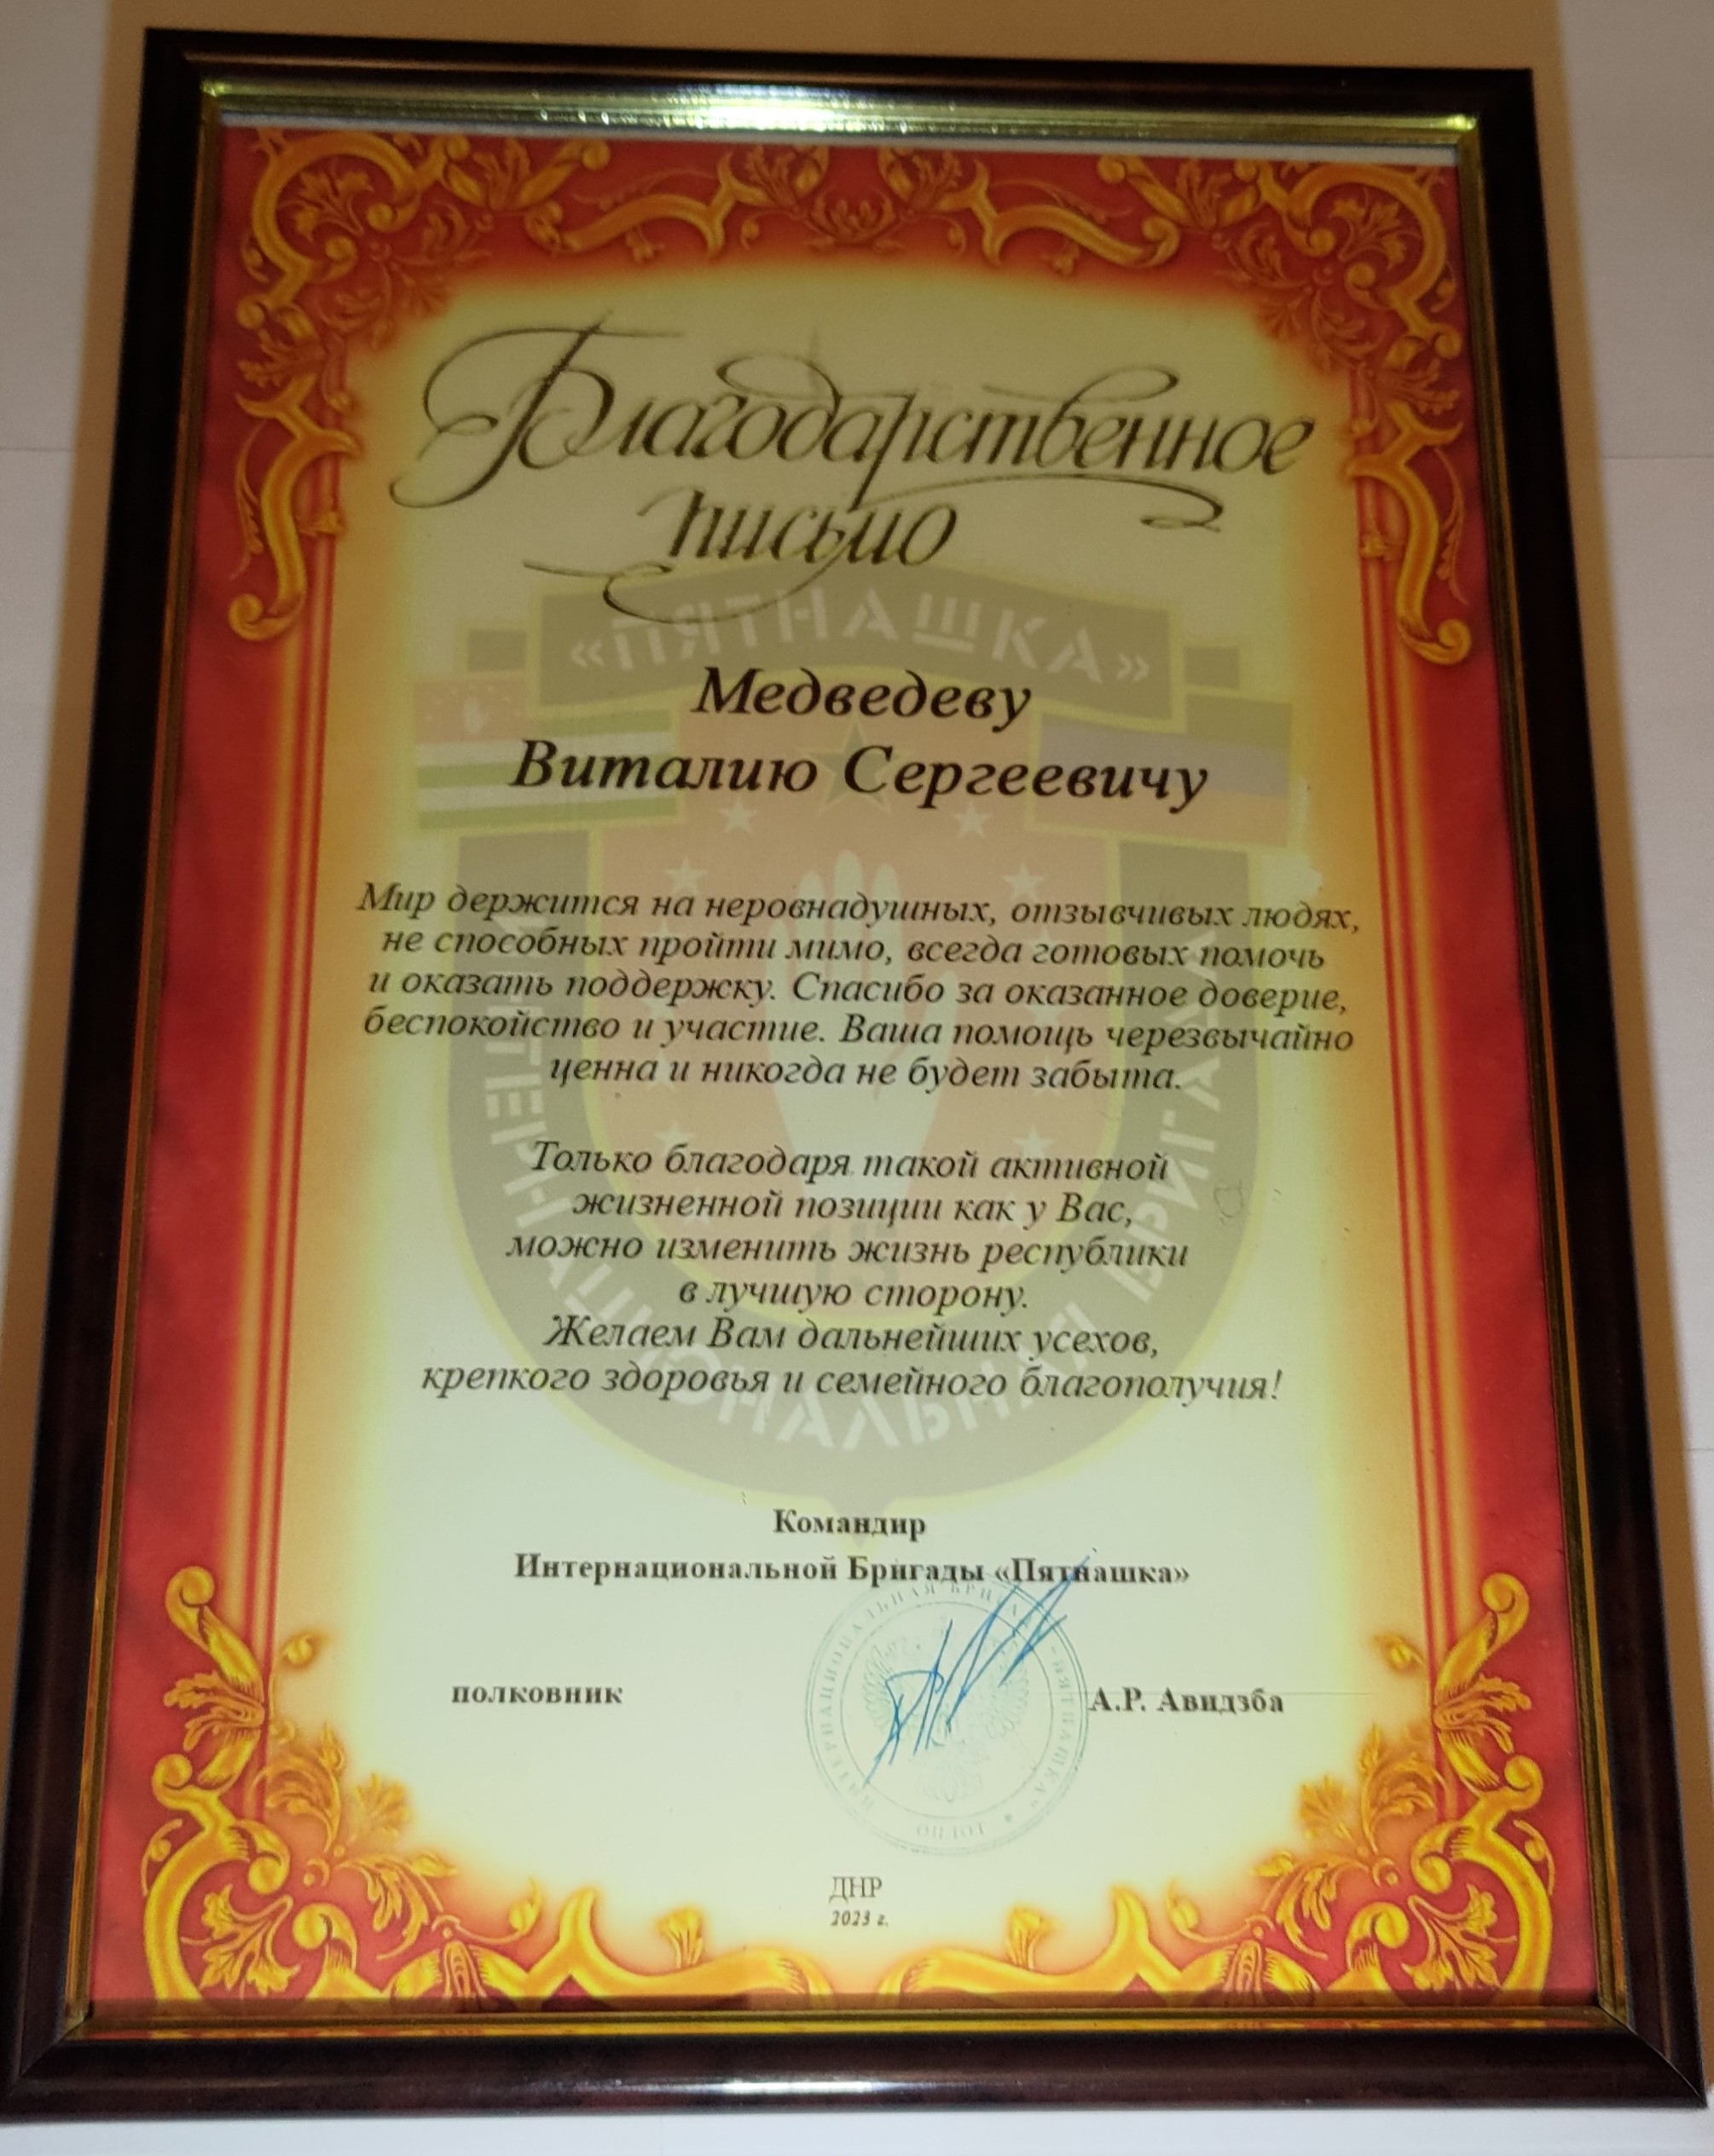 Благодарственное
письмо
«ПЯТНАШКА»
Медведеву
Виталию Сергеевичу
Мир держится на неровнадушных, отзывчивых людях,
не способных пройти мимо, всегда готовых помочь
и оказать поддержку. Спасибо за оказанное доверие,
беспокойство и участие. Ваша помощь черезвычайно
ценна и никогда не будет забыта.
Только благодаря такой активной
жизненной позиции как у Вас,
можно изменить жизнь республики
в лучшую сторону.
Желаем Вам дальнейших усехов,
крепкого здоровья и семейного благополучия!
Командир
Интернациональной Бригады «Пятнашка»
полковник
А.Р. Авидзба
ИНТЕРНАЦИОНАЛЬНАЯ БРИГАДА «ПЯТНАШКА»
ДНР
2023 г.